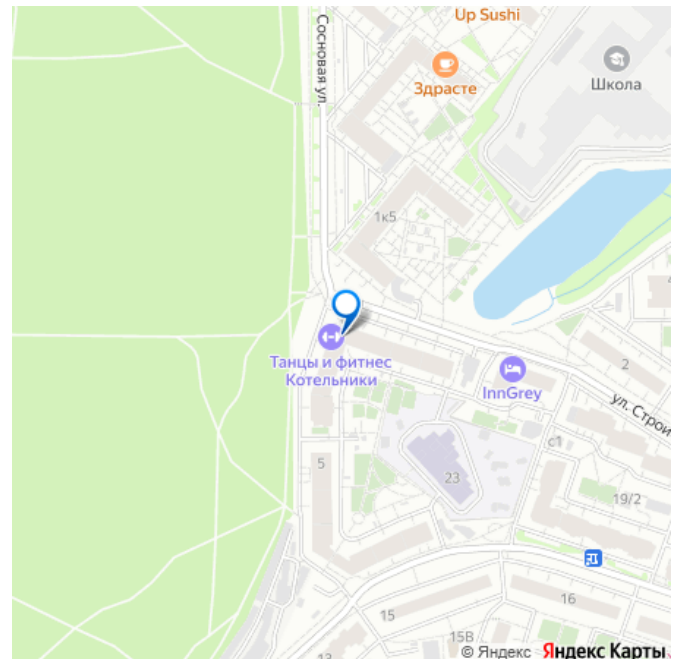 Up Sushi
Сосновая ул.
Здрасте
Школа
1к5
Танцы и фитнес
Котельники
InnGrey
2
ул. Строи
с1
5
23
19/2
16
15
15В
© Яндекс Яндекс Карты